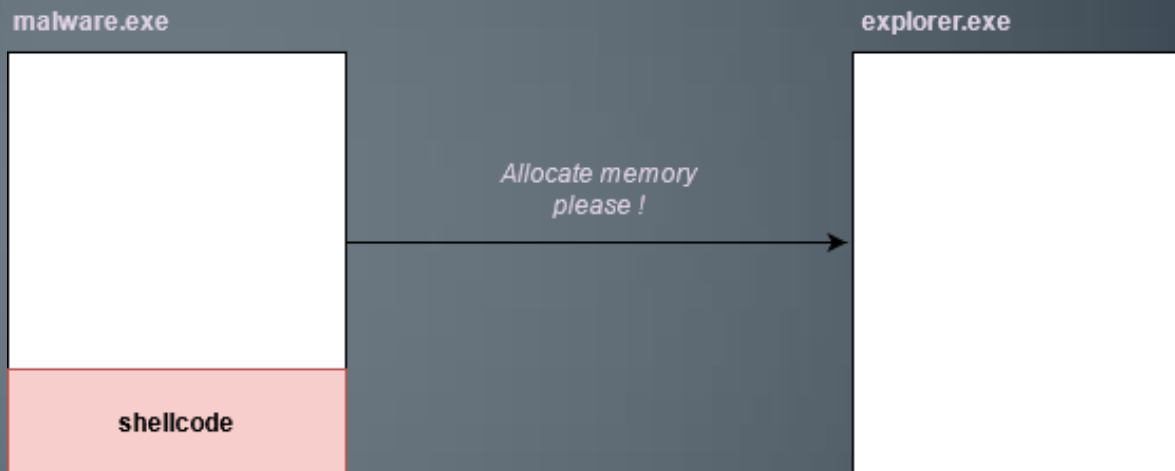 malware.exe
explorer.exe
Allocate memory
please !
shellcode